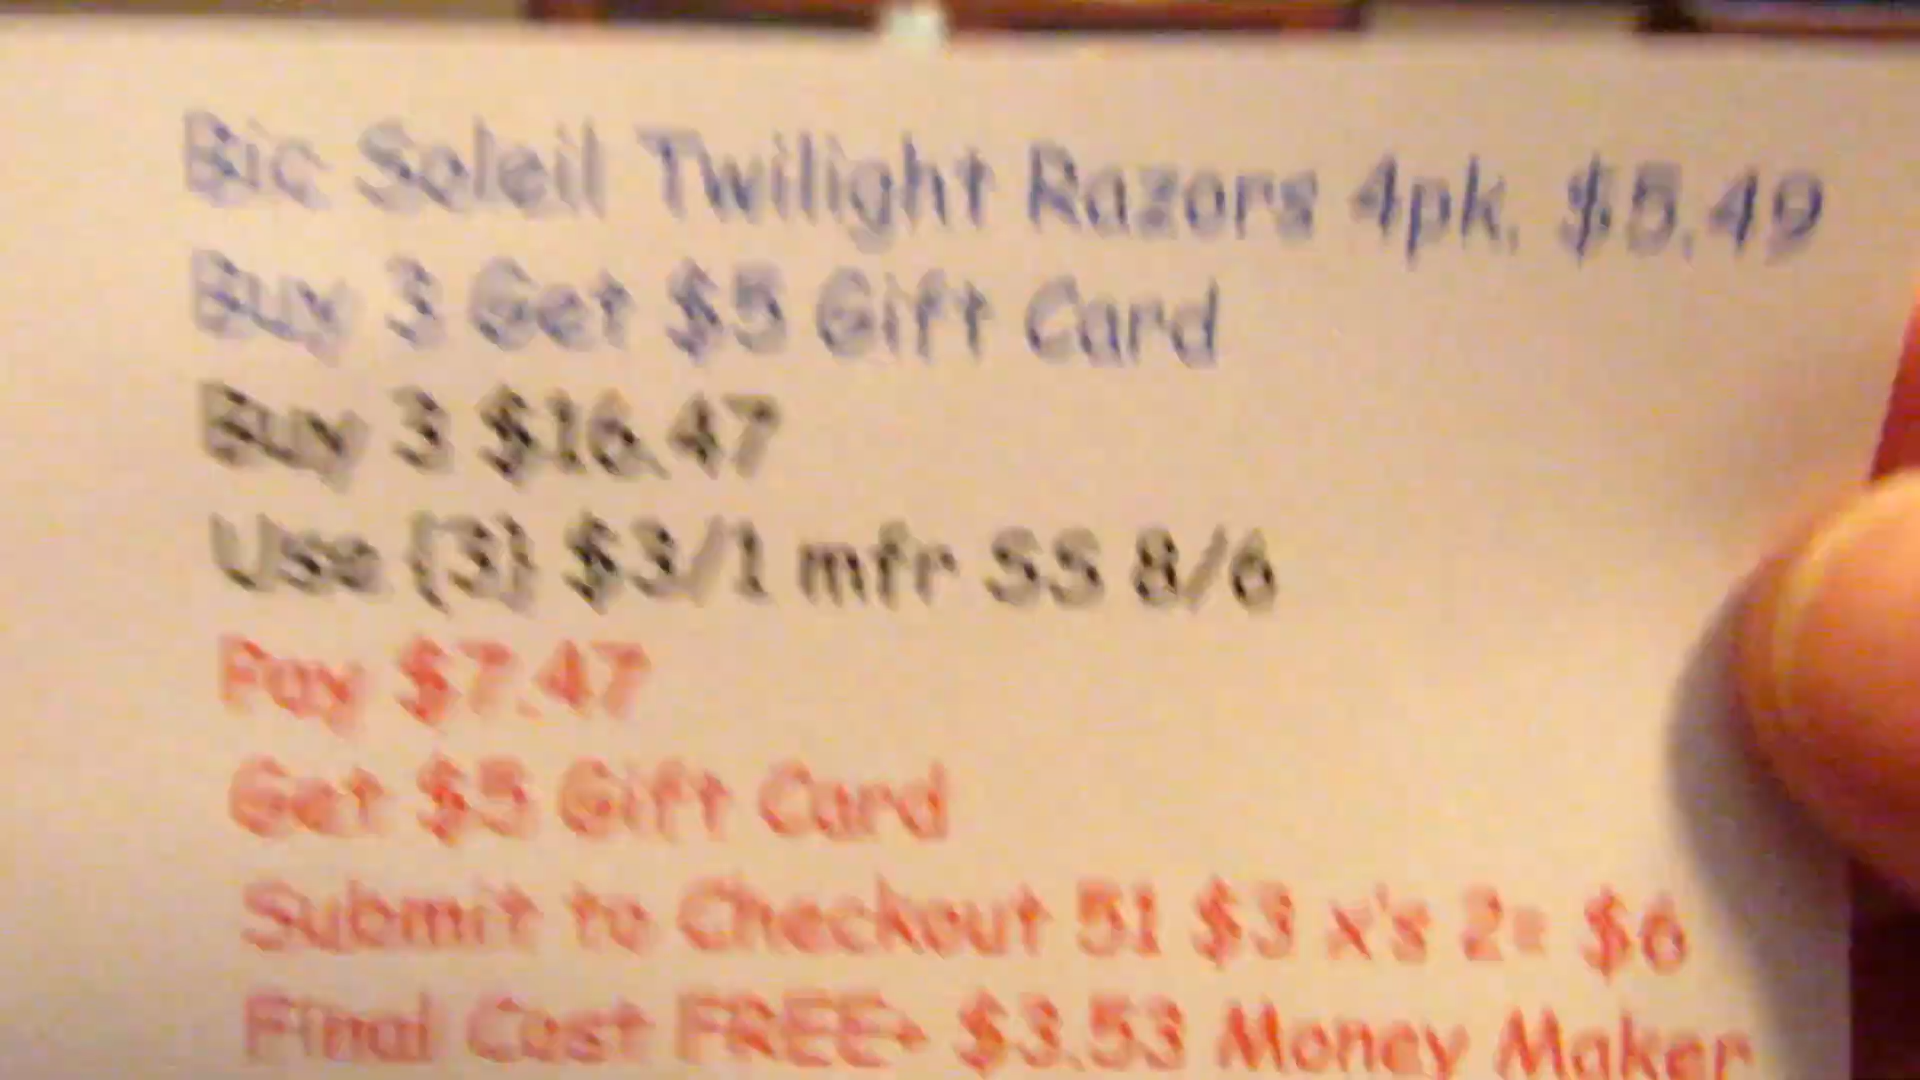 Bic Soleil Twilight Razors 4pk. $5.49
Buy 3 Get $5 Gift Card
Buy 3 $16.47
Use (3) $3/1 mfr SS 8/6
Pay $7.47
Get $5 Gift Card
Submit to Checkout 51 $3 x's 2= $6
Final Cost FREE+ $3.53 Money Maker